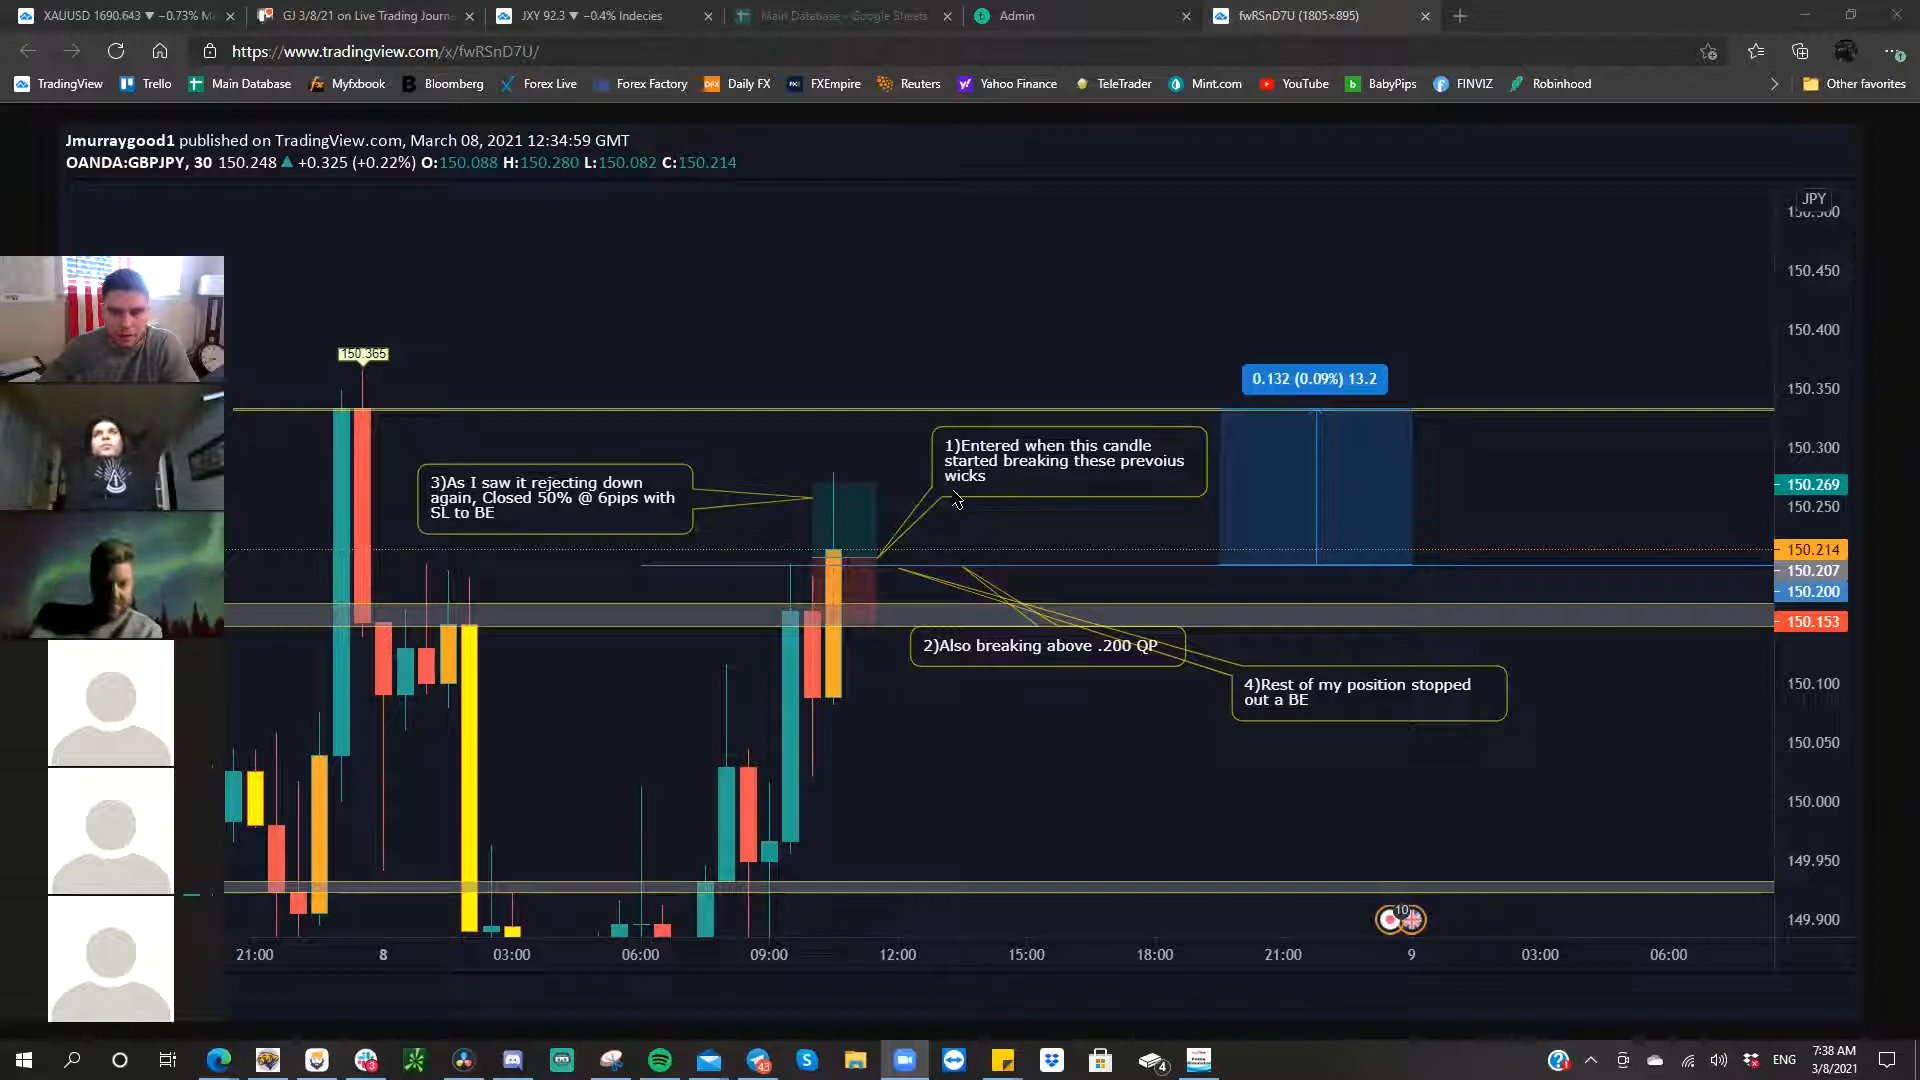 XAUUSD 1690.643 ▼ −0.73% M
GJ 3/8/21 on Live Trading Journ
JXY 92.3 ▼ −0.4% Indecies
Main Database - Google Sheets
Admin
fwRSnD7U (1805×895)
https://www.tradingview.com/x/fwRSnD7U/
TradingView
Trello
Main Database
Myfxbook
Bloomberg
Forex Live
Forex Factory
Daily FX
FXEmpire
Reuters
Yahoo Finance
TeleTrader
Mint.com
YouTube
BabyPips
FINVIZ
Robinhood
Other favorites
Jmurraygood1 published on TradingView.com, March 08, 2021 12:34:59 GMT
OANDA:GBPJPY, 30 150.248 ▲ +0.325 (+0.22%) O:150.088 H:150.280 L:150.082 C:150.214
JPY
150.500
150.450
150.400
150.350
150.300
150.269
150.250
150.214
150.207
150.200
150.153
150.100
150.050
150.000
149.950
149.900
150.365
0.132 (0.09%) 13.2
1)Entered when this candle
started breaking these prevoius
wicks
3)As I saw it rejecting down
again, Closed 50% @ 6pips with
SL to BE
2)Also breaking above .200 QP
4)Rest of my position stopped
out a BE
10
21:00
8
03:00
06:00
09:00
12:00
15:00
18:00
21:00
9
03:00
06:00
3
43
4
ENG
7:38 AM
3/8/2021